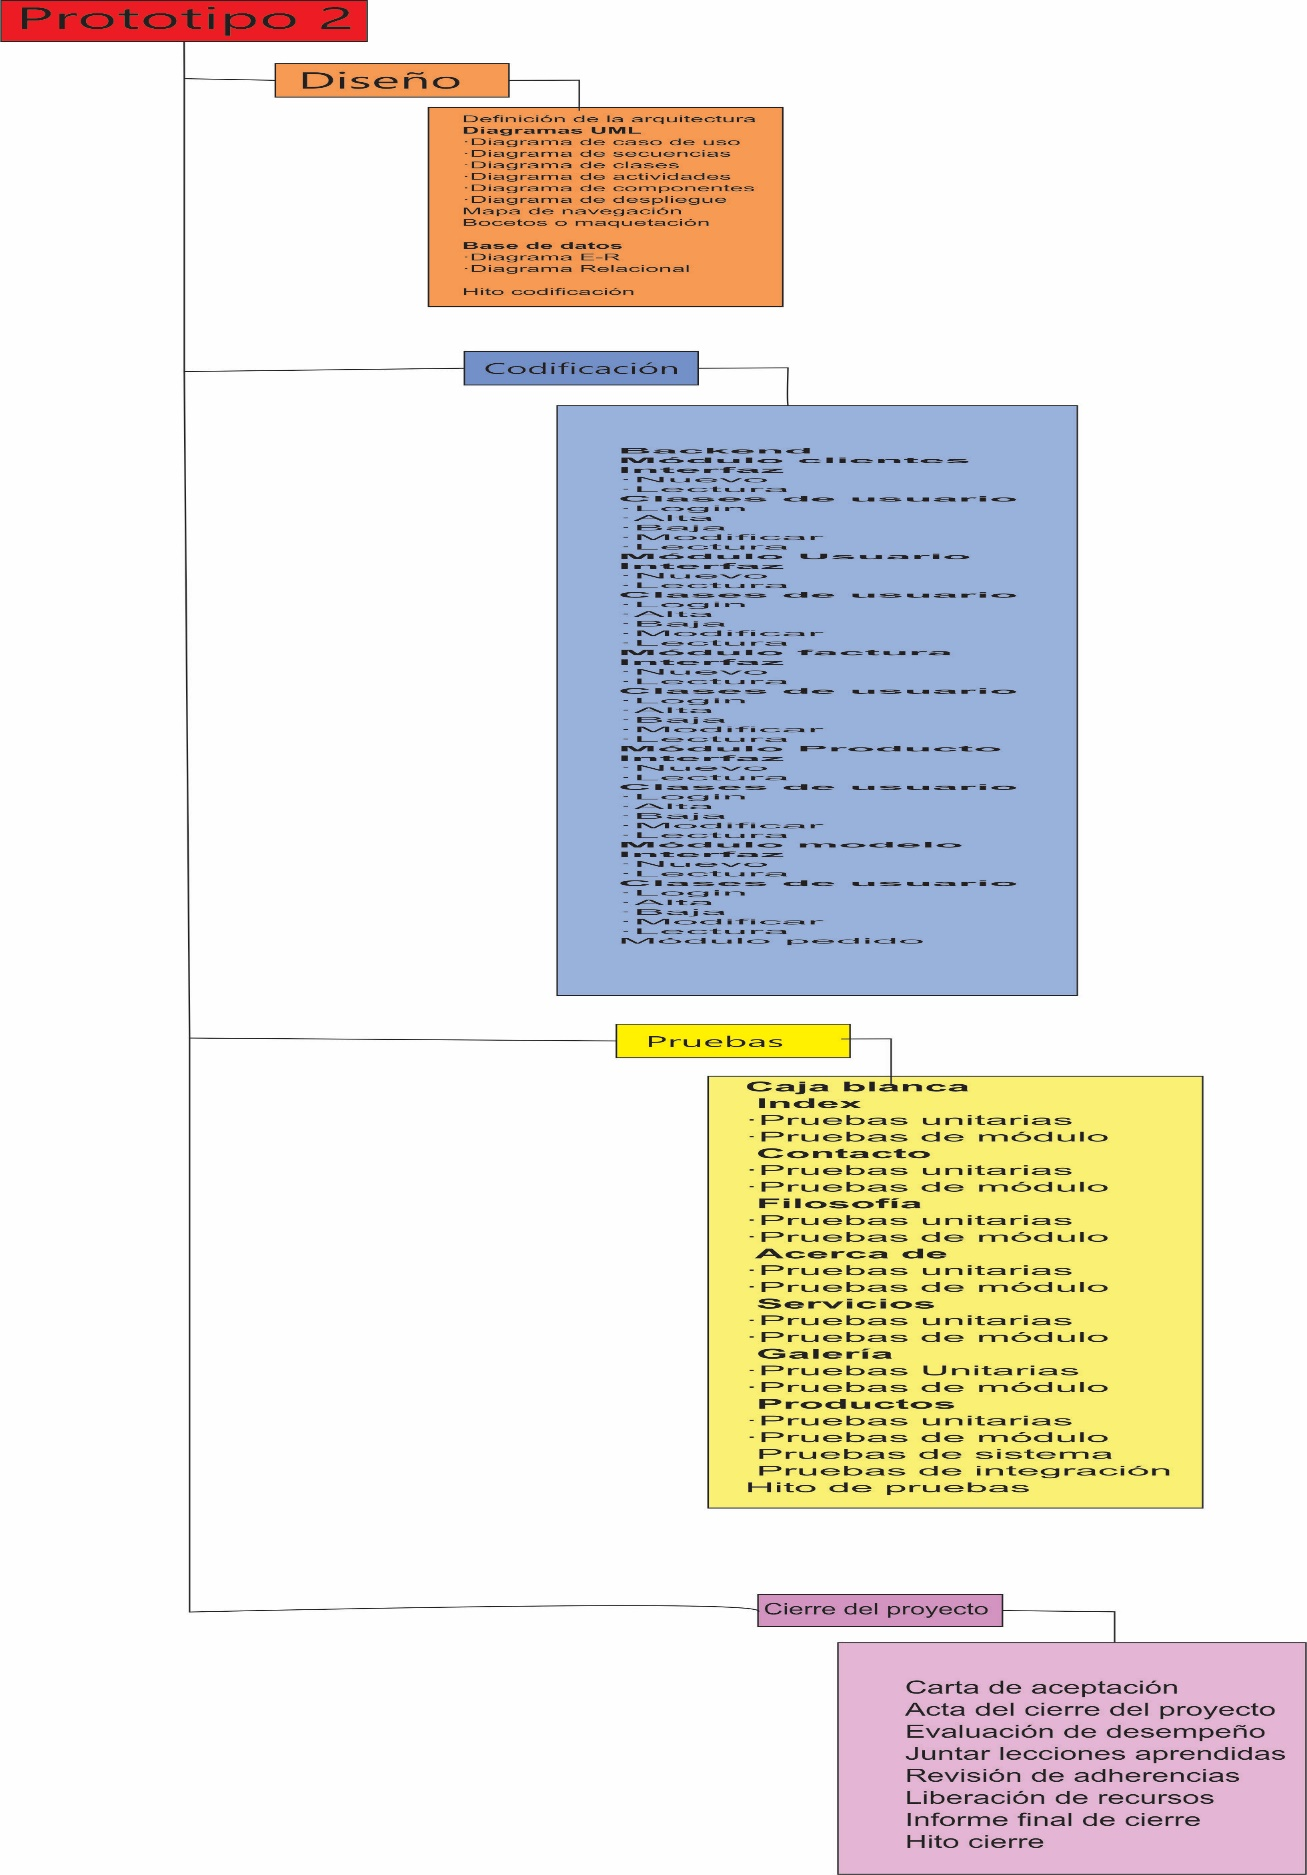 Prototipo 2
Diseño
Definición de la arquitectura
Diagramas UML
·Diagrama de caso de uso
·Diagrama de secuencias
·Diagrama de clases
·Diagrama de actividades
·Diagrama de componentes
·Diagrama de despliegue
Mapa de navegación
Bocetos o maquetación
Base de datos
·Diagrama E-R
·Diagrama Relacional
Hito codificación
Codificación
Backend
Módulo clientes
Interfaz
·Nuevo
·Lectura
Clases de usuario
·Login
·Alta
·Baja
·Modificar
·Lectura
Módulo Usuario
Interfaz
·Nuevo
·Lectura
Clases de usuario
·Login
·Alta
·Baja
·Modificar
·Lectura
Módulo factura
Interfaz
·Nuevo
·Lectura
Clases de usuario
·Login
·Alta
·Baja
·Modificar
·Lectura
Módulo Producto
Interfaz
·Nuevo
·Lectura
Clases de usuario
·Login
·Alta
·Baja
·Modificar
·Lectura
Módulo modelo
Interfaz
·Nuevo
·Lectura
Clases de usuario
·Login
·Alta
·Baja
·Modificar
·Lectura
Módulo pedido
Pruebas
Caja blanca
Index
·Pruebas unitarias
·Pruebas de módulo
Contacto
·Pruebas unitarias
·Pruebas de módulo
Filosofía
·Pruebas unitarias
·Pruebas de módulo
Acerca de
·Pruebas unitarias
·Pruebas de módulo
Servicios
·Pruebas unitarias
·Pruebas de módulo
Galería
·Pruebas Unitarias
·Pruebas de módulo
Productos
·Pruebas unitarias
·Pruebas de módulo
Pruebas de sistema
Pruebas de integración
Hito de pruebas
Cierre del proyecto
Carta de aceptación
Acta del cierre del proyecto
Evaluación de desempeño
Juntar lecciones aprendidas
Revisión de adherencias
Liberación de recursos
Informe final de cierre
Hito cierre